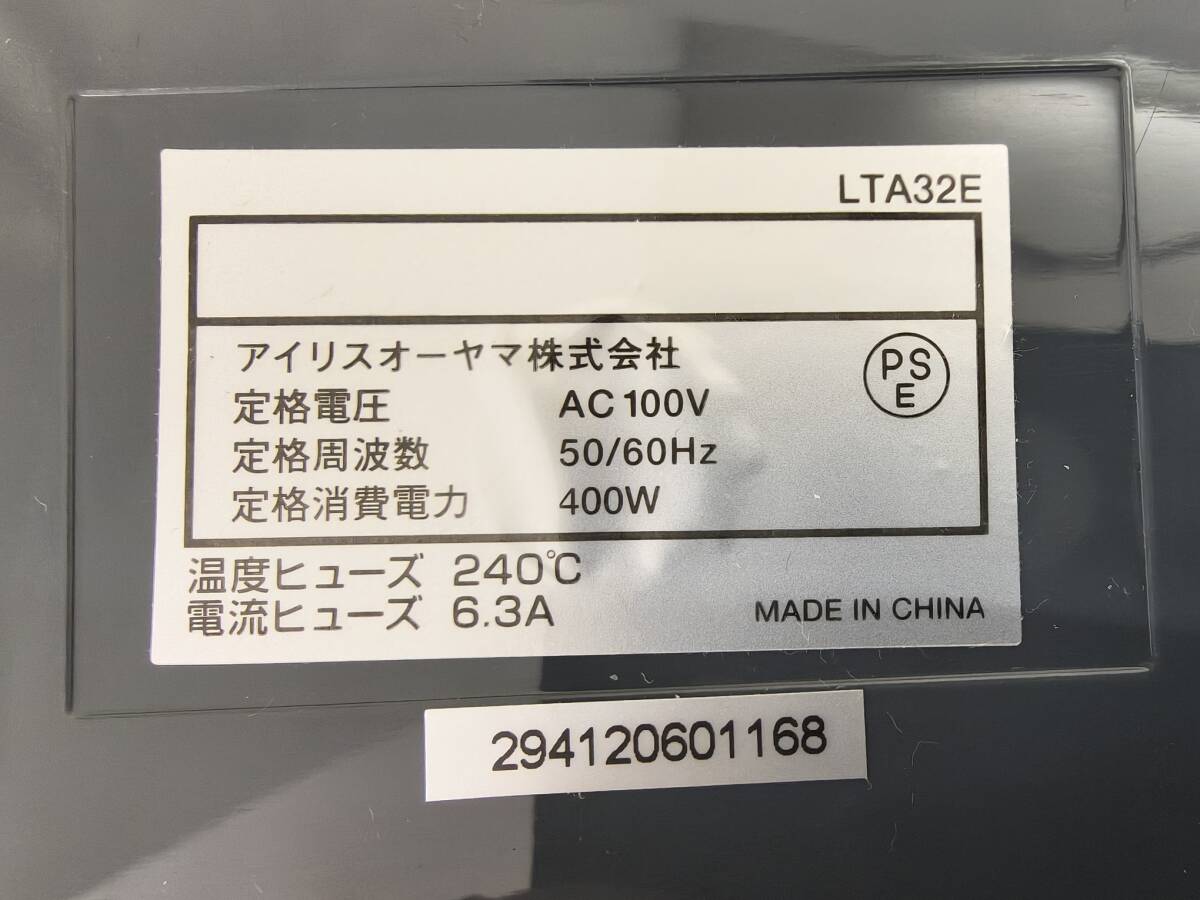 LTA32E
アイリスオーヤマ株式会社
PS
E
定格電圧 AC100V
定格周波数 50/60Hz
定格消費電力 400W
温度ヒューズ 240℃
電流ヒューズ 6.3A
MADE IN CHINA
294120601168